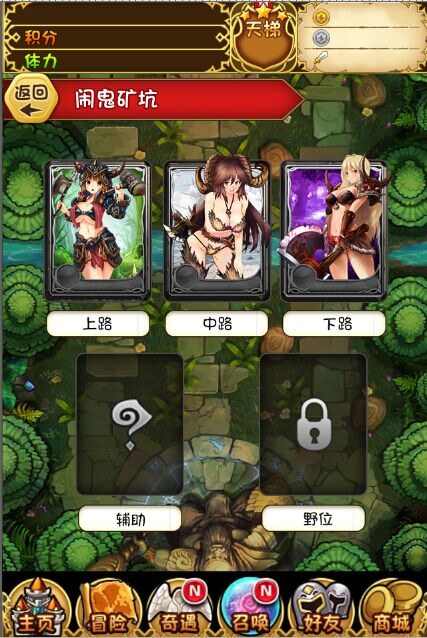 积分
体力
天梯
返回
闹鬼矿坑
上路
中路
下路
?
辅助
野位
N
N
主页
冒险
奇遇
召唤
好友
商城